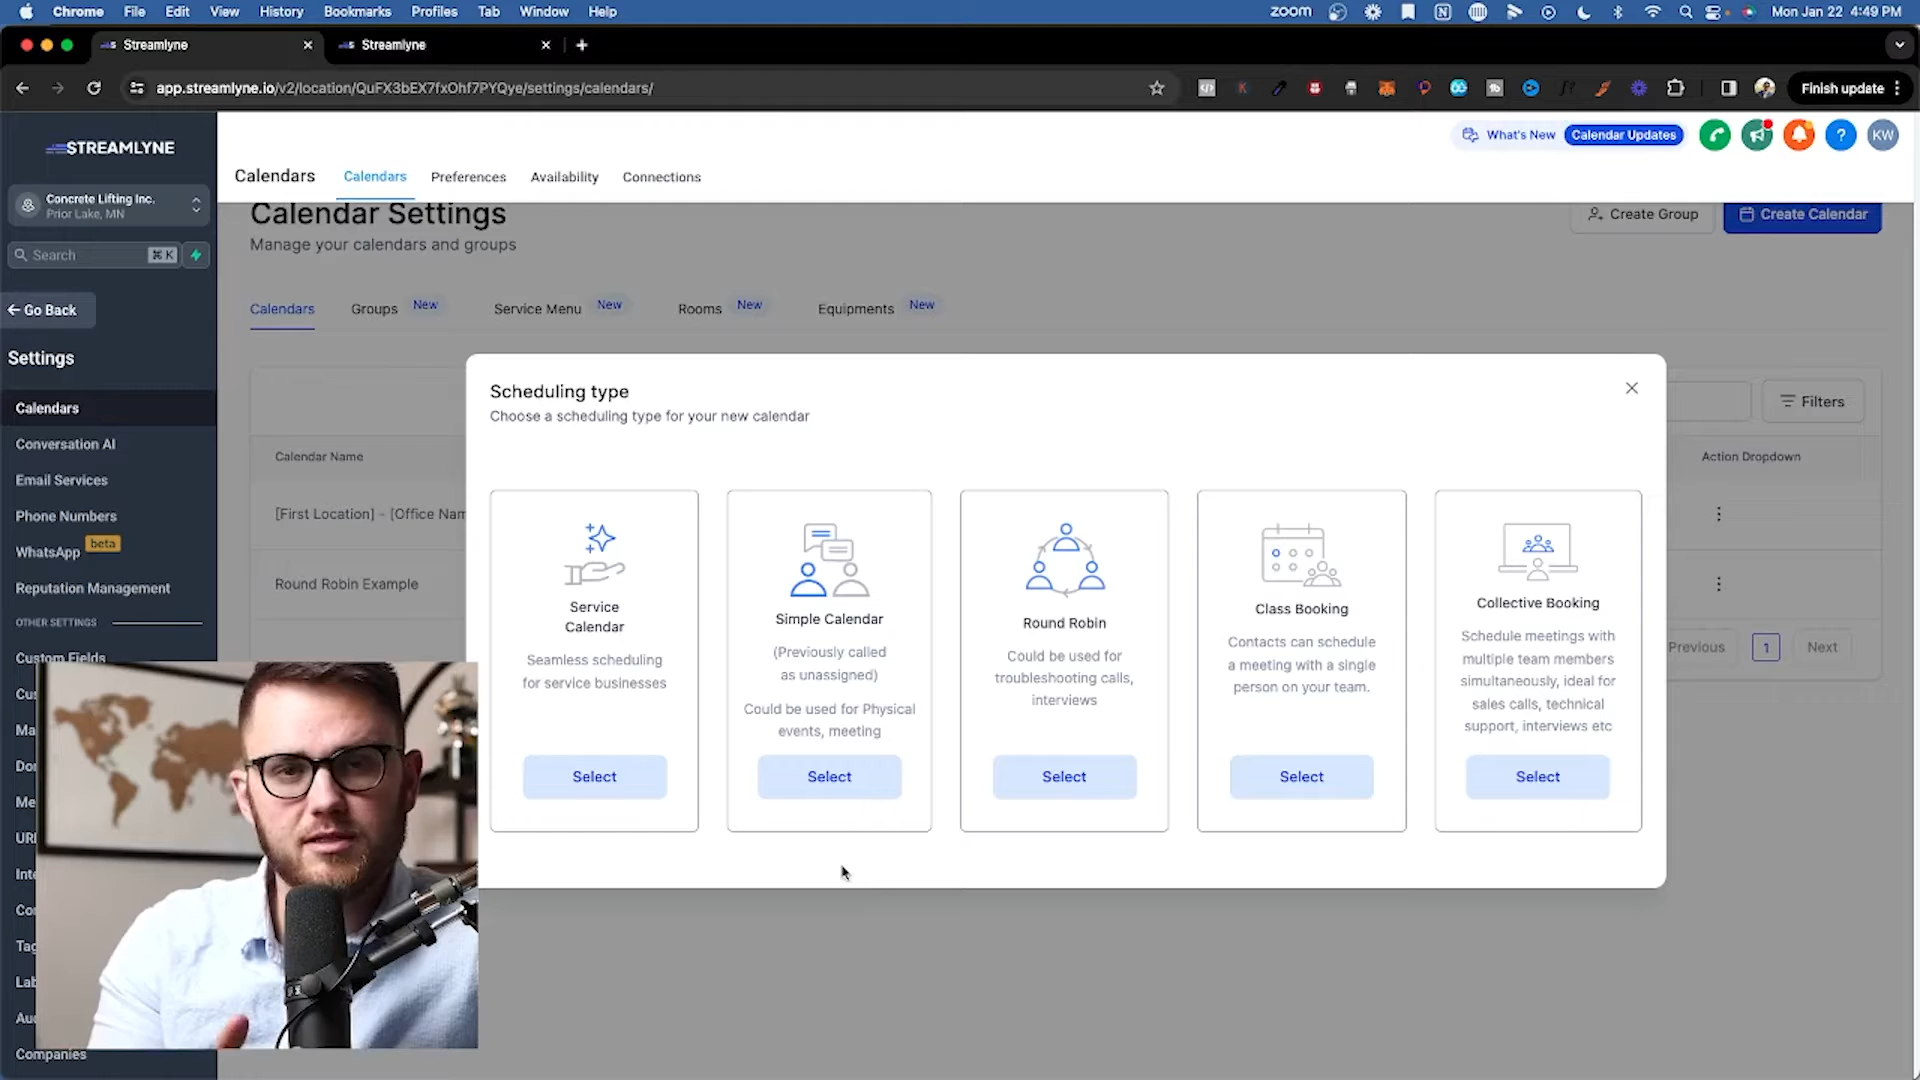 Chrome File Edit View History Bookmarks Profiles Tab Window Help
zoom
Mon Jan 22 4:49 PM
Streamlyne
Streamlyne
app.streamlyne.io/v2/location/QuFX3bEX7fxOhf7PYQye/settings/calendars/
Finish update
STREAMLYNE
What's New Calendar Updates
? KW
Calendars Calendars Preferences Availability Connections
Concrete Lifting Inc.
Prior Lake, MN
Calendar Settings
Manage your calendars and groups
Create Group
Create Calendar
Search ⌘ K
Go Back
Calendars
Groups New
Service Menu New
Rooms New
Equipments New
Settings
Calendars
Conversation AI
Email Services
Phone Numbers
WhatsApp beta
Reputation Management
OTHER SETTINGS
Custom Fields
Cus
Ma
Dor
Me
URI
Inte
Cor
Tag
Lab
Auc
Companies
Filters
Calendar Name
Action Dropdown
[First Location] - [Office Nam
Round Robin Example
Previous 1 Next
Scheduling type
Choose a scheduling type for your new calendar
Service
Calendar
Seamless scheduling
for service businesses
Select
Simple Calendar
(Previously called
as unassigned)
Could be used for Physical
events, meeting
Select
Round Robin
Could be used for
troubleshooting calls,
interviews
Select
Class Booking
Contacts can schedule
a meeting with a single
person on your team.
Select
Collective Booking
Schedule meetings with
multiple team members
simultaneously, ideal for
sales calls, technical
support, interviews etc
Select